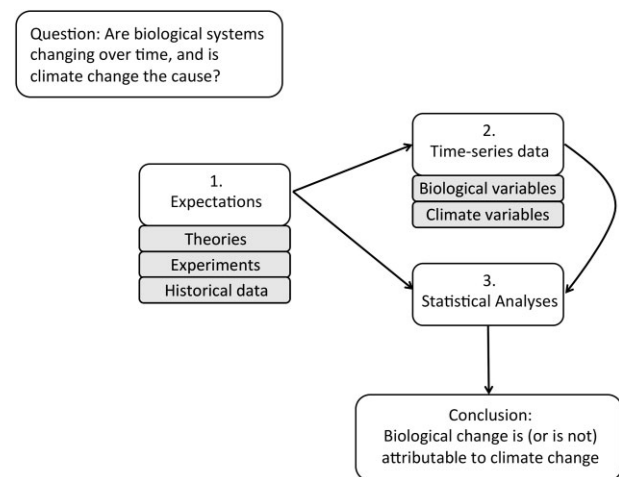 Question: Are biological systems
changing over time, and is
climate change the cause?
1.
Expectations
Theories
Experiments
Historical data
2.
Time-series data
Biological variables
Climate variables
3.
Statistical Analyses
Conclusion:
Biological change is (or is not)
attributable to climate change